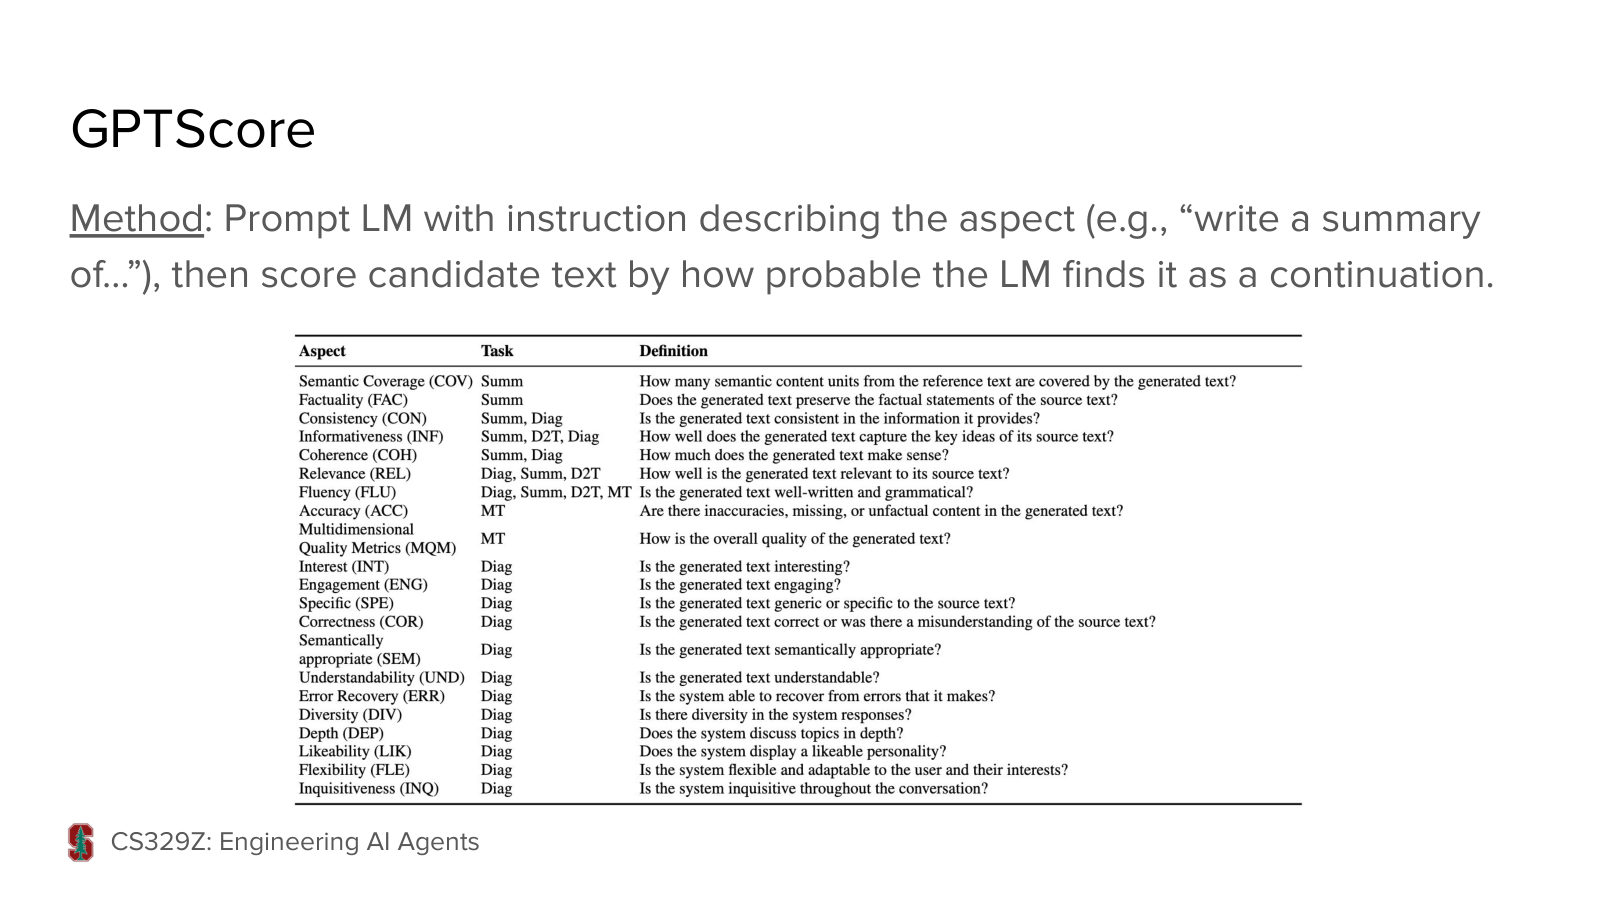 GPTScore
Method: Prompt LM with instruction describing the aspect (e.g., “write a summary
of...”), then score candidate text by how probable the LM finds it as a continuation.
Aspect Task Definition
Semantic Coverage (COV) Summ How many semantic content units from the reference text are covered by the generated text?
Factuality (FAC) Summ Does the generated text preserve the factual statements of the source text?
Consistency (CON) Summ, Diag Is the generated text consistent in the information it provides?
Informativeness (INF) Summ, D2T, Diag How well does the generated text capture the key ideas of its source text?
Coherence (COH) Summ, Diag How much does the generated text make sense?
Relevance (REL) Diag, Summ, D2T How well is the generated text relevant to its source text?
Fluency (FLU) Diag, Summ, D2T, MT Is the generated text well-written and grammatical?
Accuracy (ACC) MT Are there inaccuracies, missing, or unfactual content in the generated text?
Multidimensional
Quality Metrics (MQM) MT How is the overall quality of the generated text?
Interest (INT) Diag Is the generated text interesting?
Engagement (ENG) Diag Is the generated text engaging?
Specific (SPE) Diag Is the generated text generic or specific to the source text?
Correctness (COR) Diag Is the generated text correct or was there a misunderstanding of the source text?
Semantically
appropriate (SEM) Diag Is the generated text semantically appropriate?
Understandability (UND) Diag Is the generated text understandable?
Error Recovery (ERR) Diag Is the system able to recover from errors that it makes?
Diversity (DIV) Diag Is there diversity in the system responses?
Depth (DEP) Diag Does the system discuss topics in depth?
Likeability (LIK) Diag Does the system display a likeable personality?
Flexibility (FLE) Diag Is the system flexible and adaptable to the user and their interests?
Inquisitiveness (INQ) Diag Is the system inquisitive throughout the conversation?
CS329Z: Engineering AI Agents